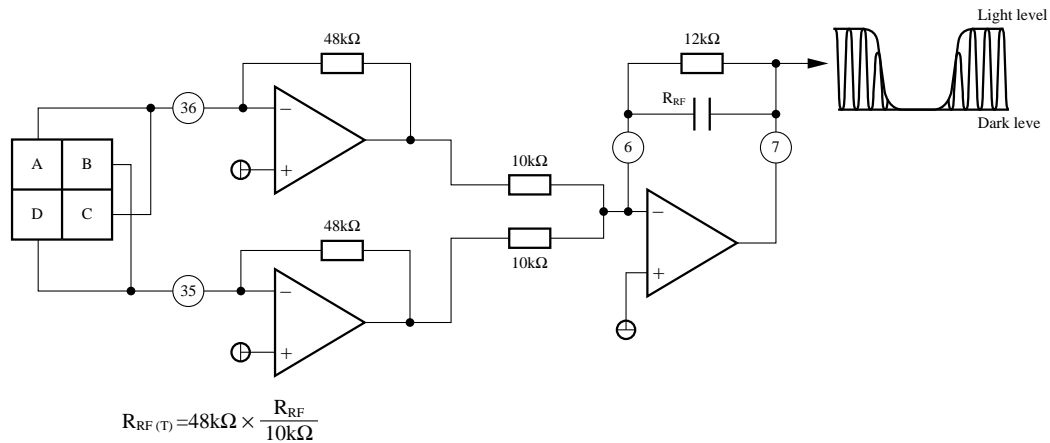 48kΩ
36
−
+
A
B
D
C
48kΩ
35
−
+
10kΩ
10kΩ
12kΩ
R_RF
6
7
−
+
Light level
Dark leve
R_RF (T) =48kΩ × R_RF / 10kΩ